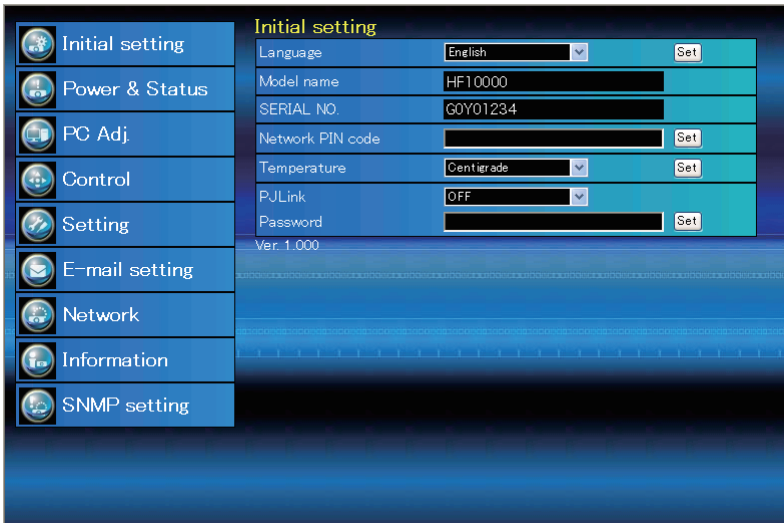 Initial setting
Power & Status
PC Adj.
Control
Setting
E-mail setting
Network
Information
SNMP setting
Initial setting
Language English Set
Model name HF10000
SERIAL NO. G0Y01234
Network PIN code Set
Temperature Centigrade Set
PJLink OFF
Password Set
Ver. 1.000